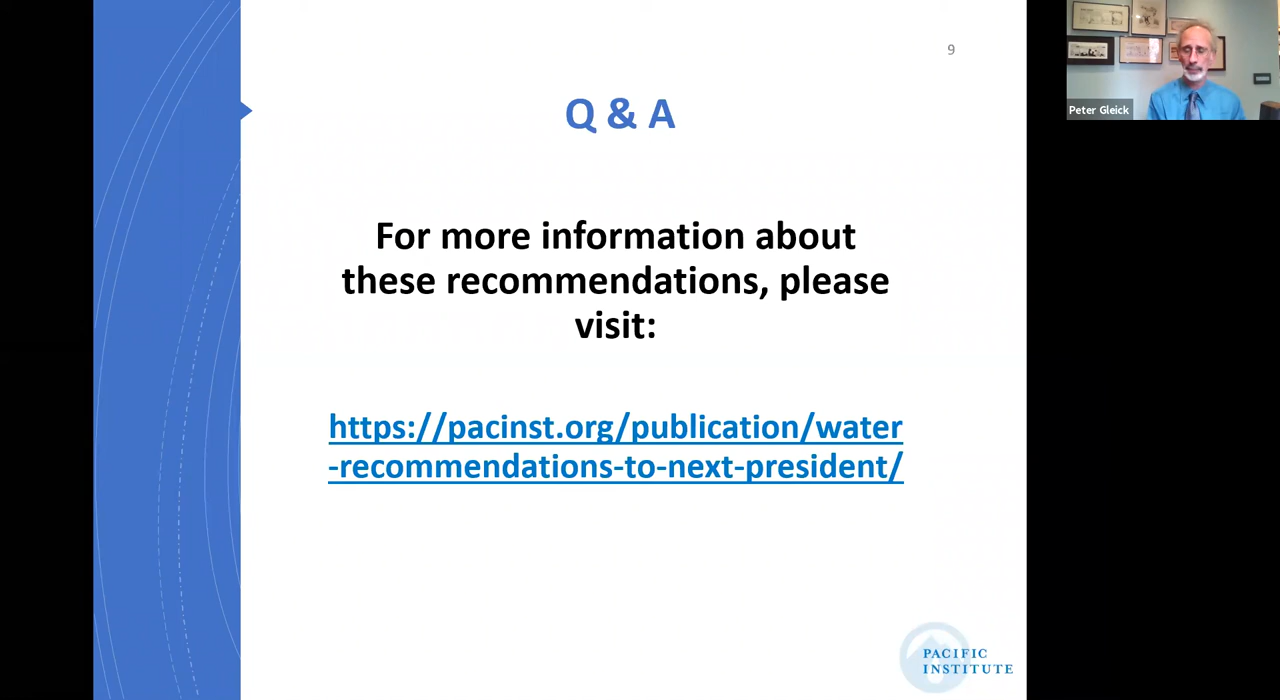 9
Q & A
For more information about
these recommendations, please
visit:
https://pacinst.org/publication/water
-recommendations-to-next-president/
PACIFIC
INSTITUTE
Peter Gleick